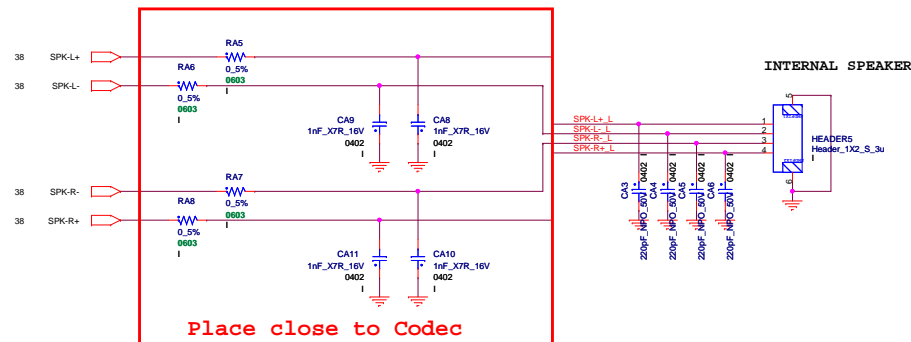 38 SPK-L+
RA5
RA6
0_5%
38 SPK-L-
0_5%
0603
0603
I
I
CA9
1nF_X7R_16V
0402
I
CA8
1nF_X7R_16V
0402
I
38 SPK-R-
RA7
RA8
0_5%
38 SPK-R+
0_5%
0603
0603
I
I
CA11
1nF_X7R_16V
0402
I
CA10
1nF_X7R_16V
0402
I
Place close to Codec
INTERNAL SPEAKER
SPK-L+_L
SPK-L-_L
SPK-R-_L
SPK-R+_L
1
2
3
4
5
6
HEADER5
Header_1X2_S_3u
I
CA3
220pF_NPO_50V
0402
I
CA4
220pF_NPO_50V
0402
I
CA5
220pF_NPO_50V
0402
I
CA6
220pF_NPO_50V
0402
I